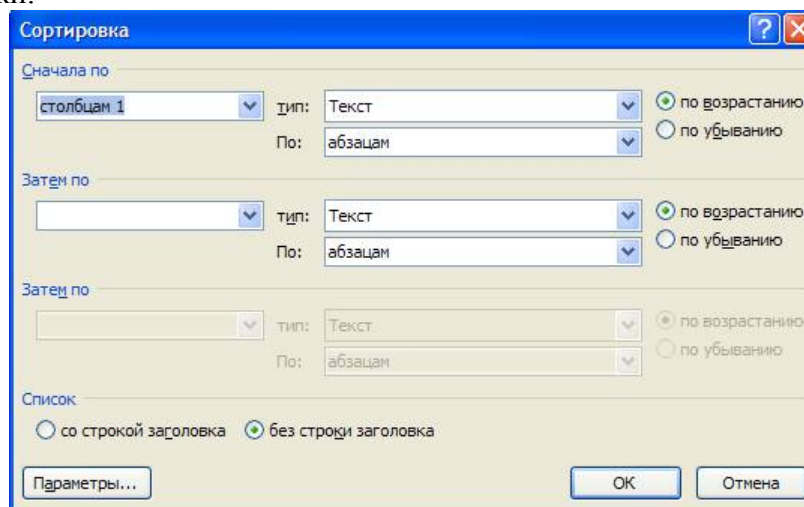 Сортировка
Сначала по
столбцам 1 тип: Текст по возрастанию
По: абзацам по убыванию
Затем по
тип: Текст по возрастанию
По: абзацам по убыванию
Затем по
тип: Текст по возрастанию
По: абзацам по убыванию
Список
со строкой заголовка без строки заголовка
Параметры... ОК Отмена